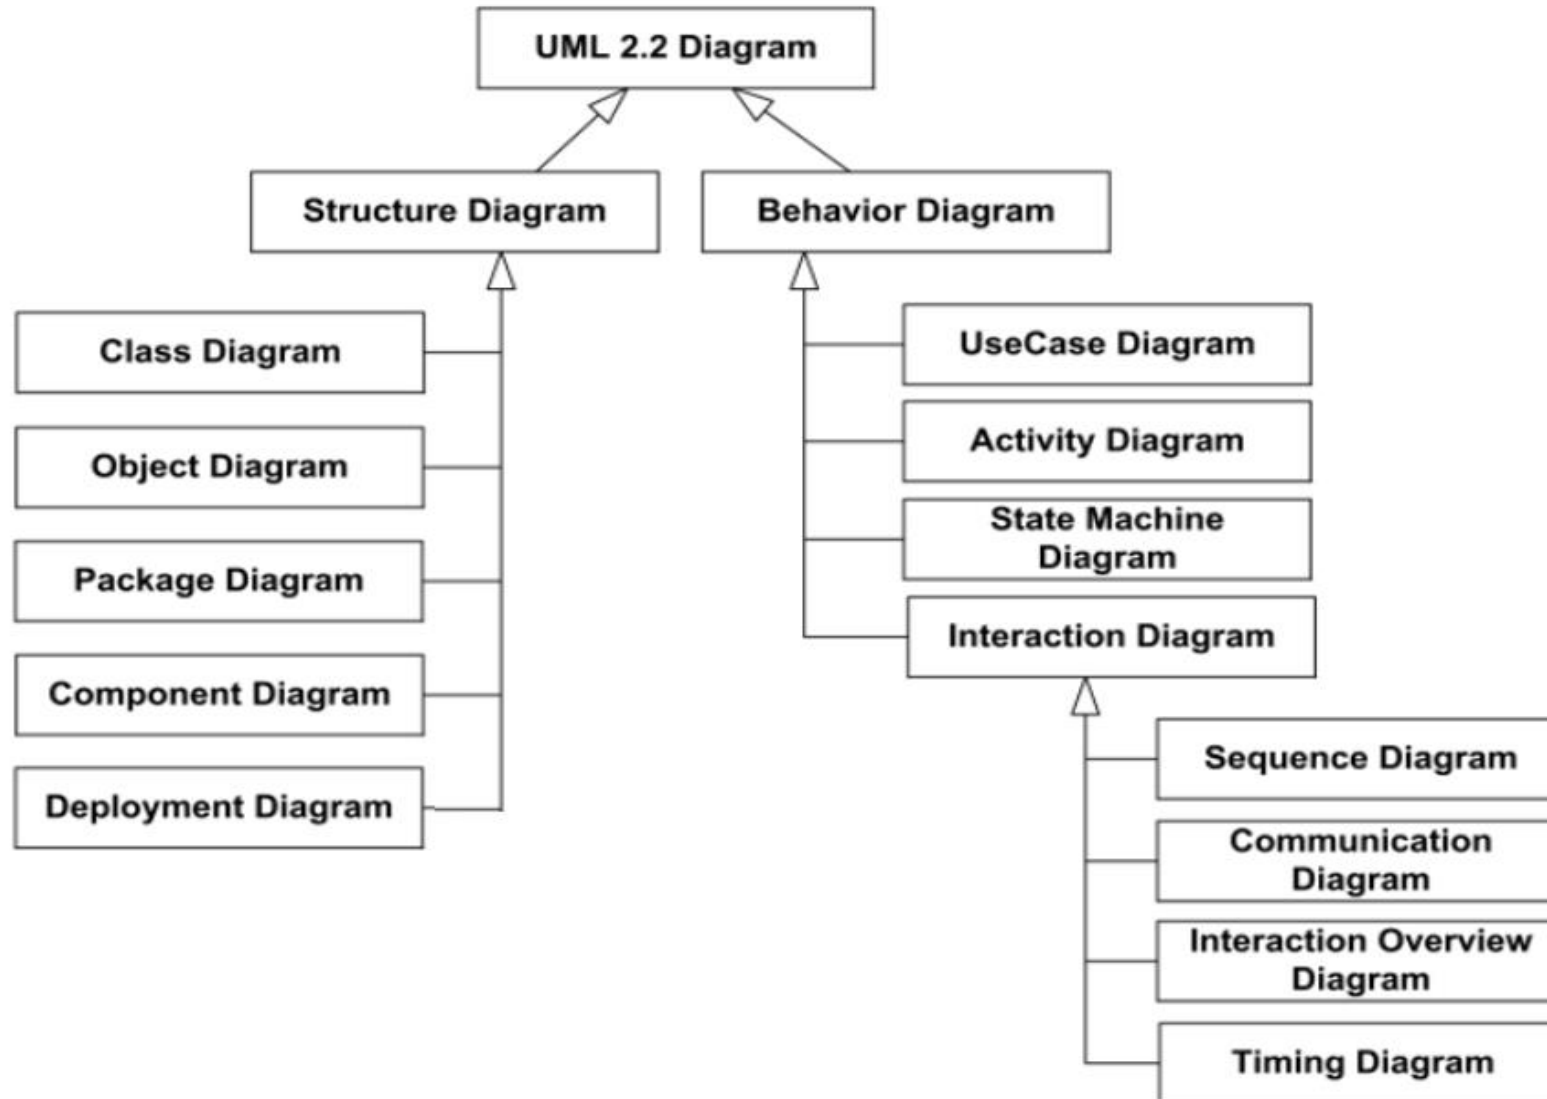 UML 2.2 Diagram
Structure Diagram
Behavior Diagram
Class Diagram
Object Diagram
Package Diagram
Component Diagram
Deployment Diagram
UseCase Diagram
Activity Diagram
State Machine
Diagram
Interaction Diagram
Sequence Diagram
Communication
Diagram
Interaction Overview
Diagram
Timing Diagram